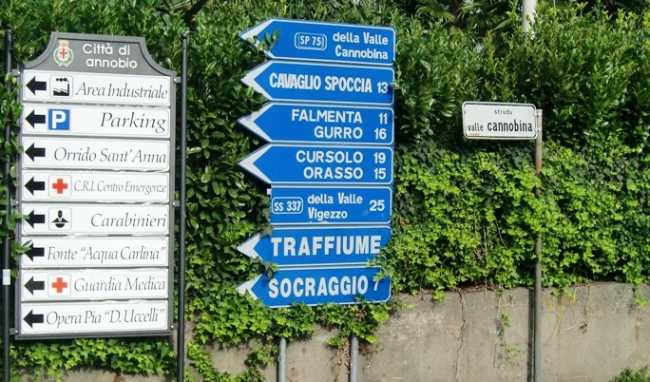 Città di
annobio
Area Industriale
P Parking
Orrido Sant'Anna
C.R.I. Centro Emergenze
Carabinieri
Fonte "Acqua Carlina"
Guardia Medica
Opera Pia "D. Uccelli"
SP 75 della Valle
Cannobina
CAVAGLIO SPOCCIA 13
FALMENTA 11
GURRO 16
CURSOLO 19
ORASSO 15
SS 337 della Valle
Vigezzo 25
TRAFFIUME
SOCRAGGIO 7
strada
valle cannobina